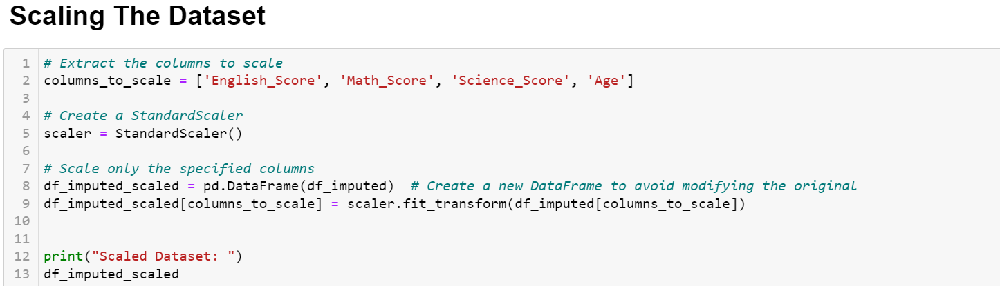 Scaling The Dataset
1 # Extract the columns to scale
2 columns_to_scale = ['English_Score', 'Math_Score', 'Science_Score', 'Age']
3
4 # Create a StandardScaler
5 scaler = StandardScaler()
6
7 # Scale only the specified columns
8 df_imputed_scaled = pd.DataFrame(df_imputed)  # Create a new DataFrame to avoid modifying the original
9 df_imputed_scaled[columns_to_scale] = scaler.fit_transform(df_imputed[columns_to_scale])
10
11
12 print("Scaled Dataset: ")
13 df_imputed_scaled